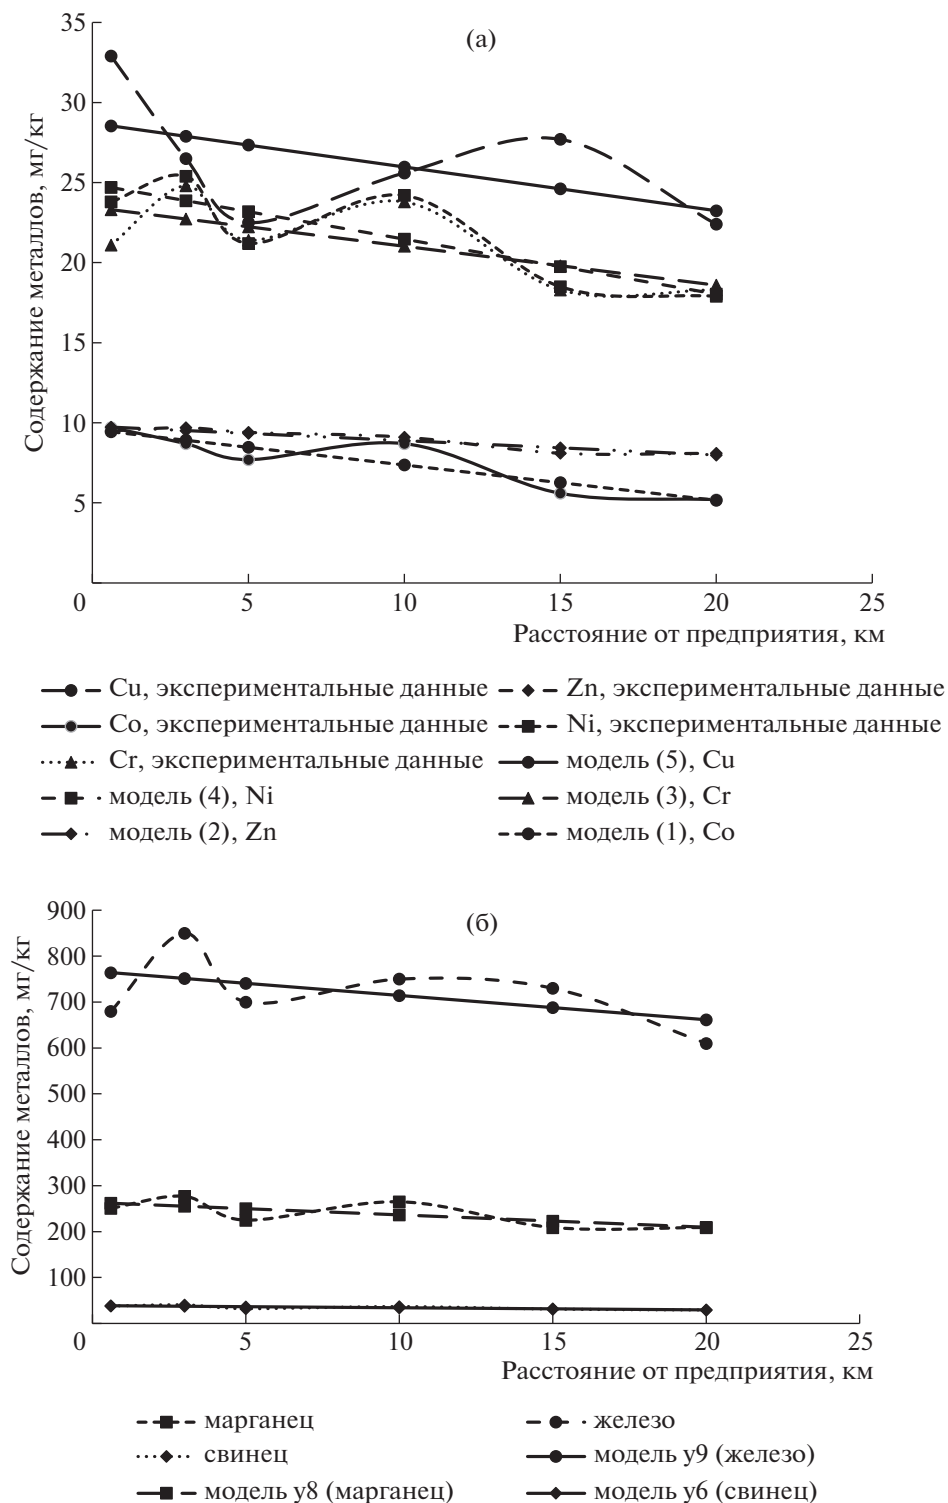 (а)
Содержание металлов, мг/кг
35
30
25
20
15
10
5
0 5 10 15 20 25
Расстояние от предприятия, км
Cu, экспериментальные данные Zn, экспериментальные данные
Co, экспериментальные данные Ni, экспериментальные данные
Cr, экспериментальные данные модель (5), Cu
модель (4), Ni модель (3), Cr
модель (2), Zn модель (1), Co
(б)
Содержание металлов, мг/кг
900
800
700
600
500
400
300
200
100
0 5 10 15 20 25
Расстояние от предприятия, км
марганец железо
свинец модель y9 (железо)
модель y8 (марганец) модель y6 (свинец)